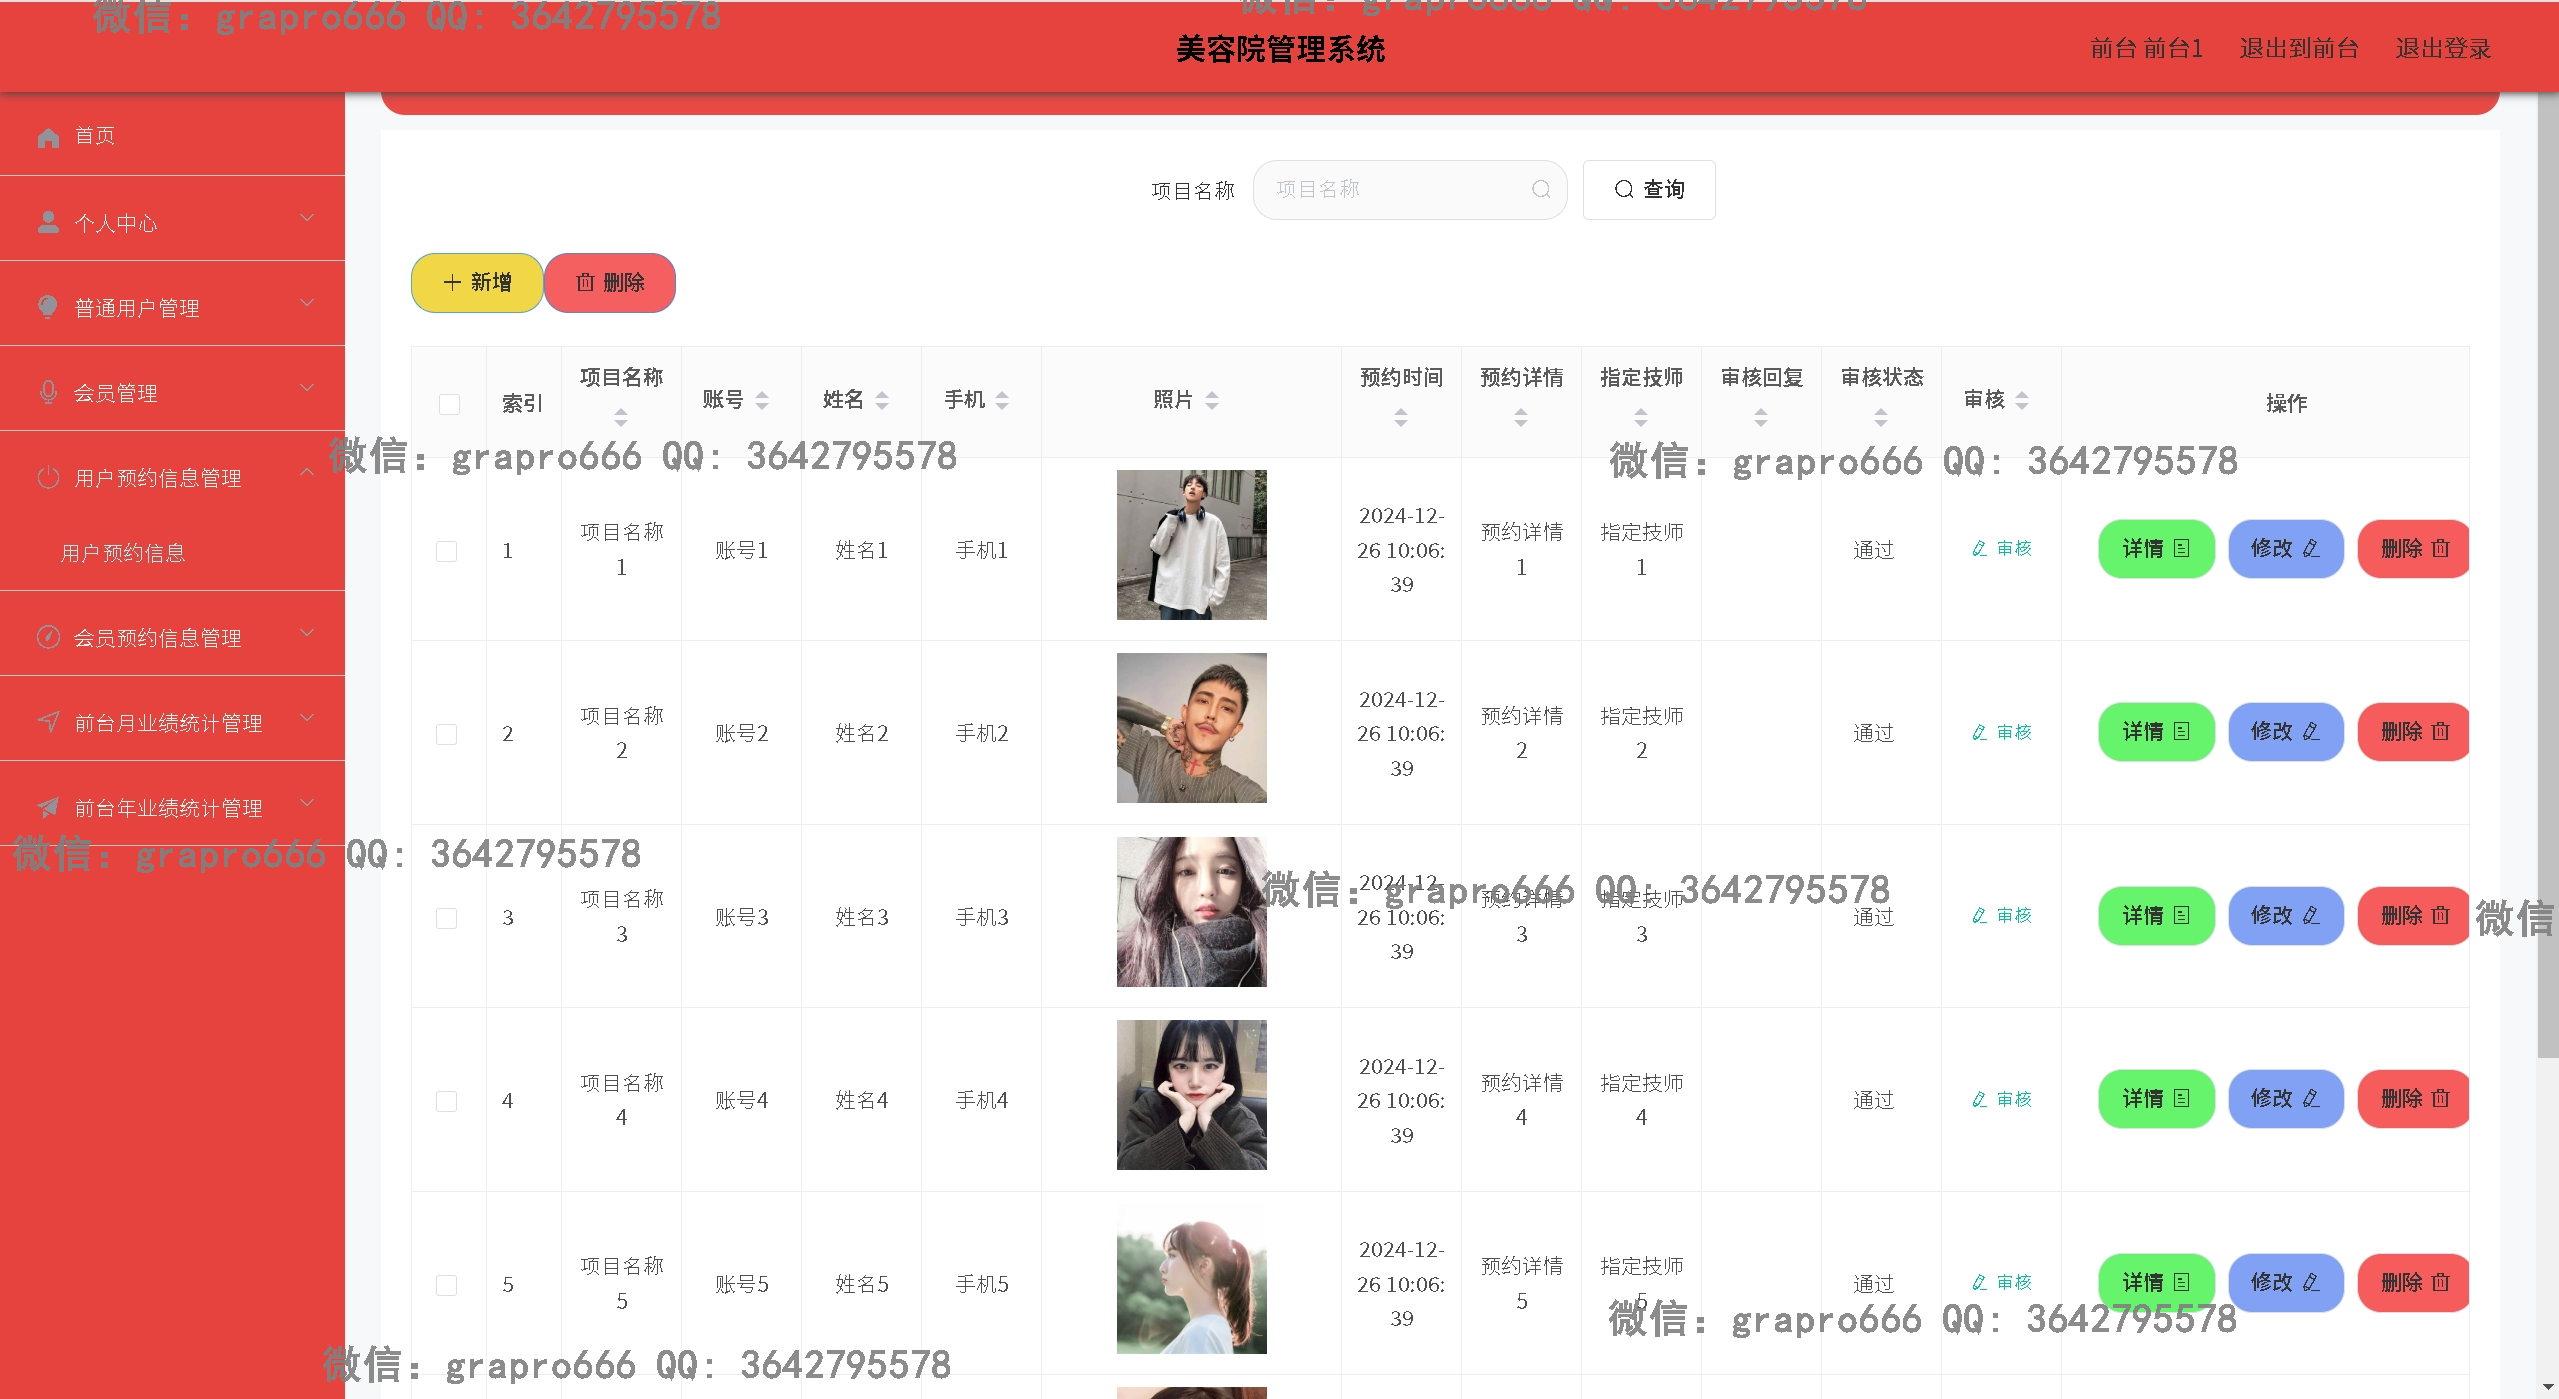 微信: grapro666 QQ: 3642795578
美容院管理系统
前台 前台1 退出到前台 退出登录
首页
个人中心
普通用户管理
会员管理
用户预约信息管理
用户预约信息
会员预约信息管理
前台月业绩统计管理
前台年业绩统计管理
项目名称 项目名称 查询
新增 删除
索引 项目名称 账号 姓名 手机 照片 预约时间 预约详情 指定技师 审核回复 审核状态 审核 操作
微信: grapro666 QQ: 3642795578
微信: grapro666 QQ: 3642795578
1 项目名称1 账号1 姓名1 手机1 2024-12-26 10:06:39 预约详情1 指定技师1 通过 审核 详情 修改 删除
2 项目名称2 账号2 姓名2 手机2 2024-12-26 10:06:39 预约详情2 指定技师2 通过 审核 详情 修改 删除
微信: grapro666 QQ: 3642795578
微信: grapro666 QQ: 3642795578
微信
3 项目名称3 账号3 姓名3 手机3 2024-12-26 10:06:39 预约详情3 指定技师3 通过 审核 详情 修改 删除
4 项目名称4 账号4 姓名4 手机4 2024-12-26 10:06:39 预约详情4 指定技师4 通过 审核 详情 修改 删除
5 项目名称5 账号5 姓名5 手机5 2024-12-26 10:06:39 预约详情5 指定技师5 通过 审核 详情 修改 删除
微信: grapro666 QQ: 3642795578
微信: grapro666 QQ: 3642795578